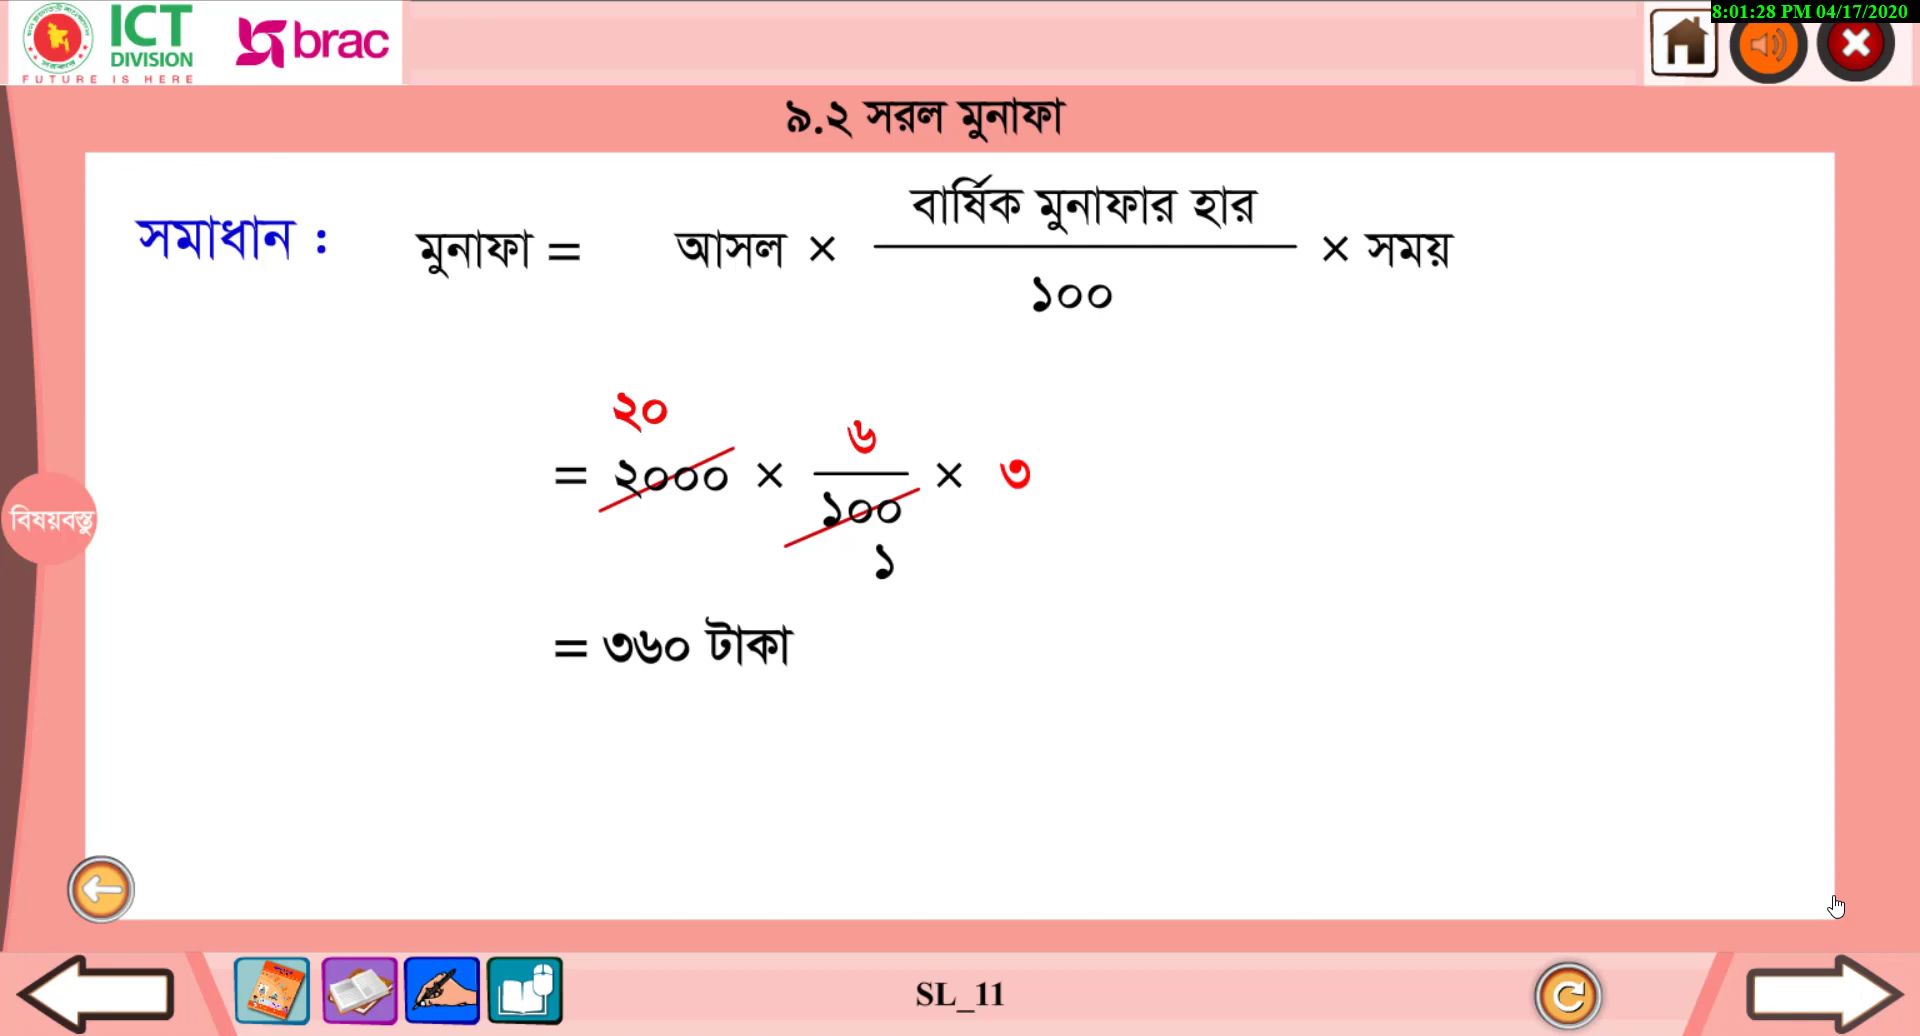 8:01:28 PM 04/17/2020
ICT
DIVISION
FUTURE IS HERE
brac
৯.২ সরল মুনাফা
সমাধান :
মুনাফা = আসল × বার্ষিক মুনাফার হার / ১০০ × সময়
২০
৬
= ২০০০ × / ১০০ × ৩
১
= ৩৬০ টাকা
বিষয়বস্তু
SL_11